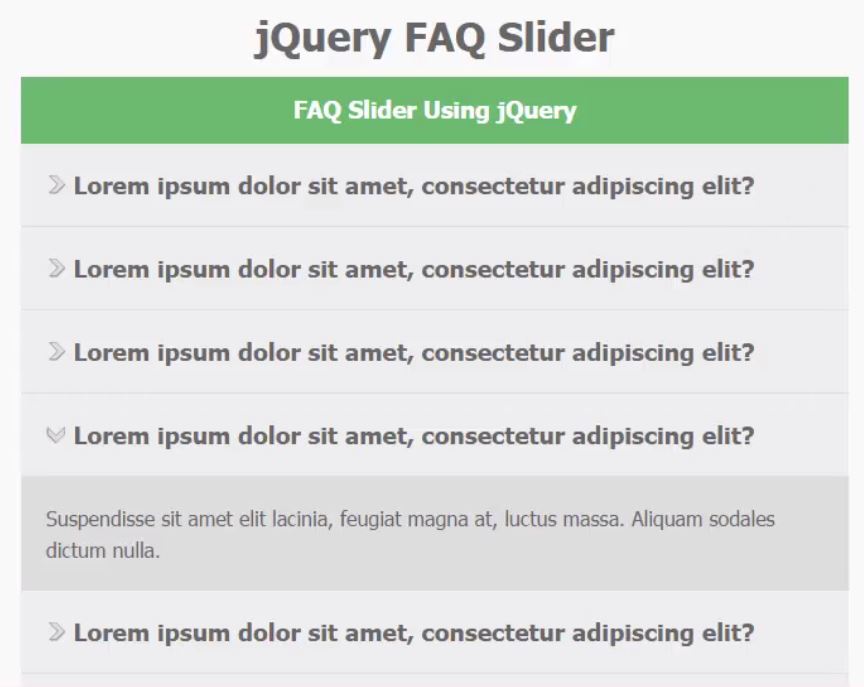 jQuery FAQ Slider
FAQ Slider Using jQuery
Lorem ipsum dolor sit amet, consectetur adipiscing elit?
Lorem ipsum dolor sit amet, consectetur adipiscing elit?
Lorem ipsum dolor sit amet, consectetur adipiscing elit?
Lorem ipsum dolor sit amet, consectetur adipiscing elit?
Suspendisse sit amet elit lacinia, feugiat magna at, luctus massa. Aliquam sodales
dictum nulla.
Lorem ipsum dolor sit amet, consectetur adipiscing elit?